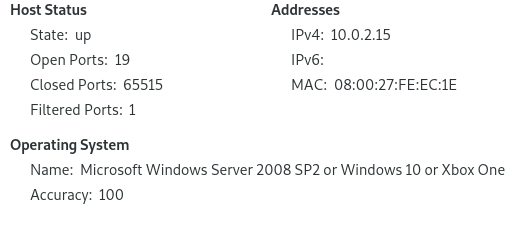 Host Status
State: up
Open Ports: 19
Closed Ports: 65515
Filtered Ports: 1
Addresses
IPv4: 10.0.2.15
IPv6:
MAC: 08:00:27:FE:EC:1E
Operating System
Name: Microsoft Windows Server 2008 SP2 or Windows 10 or Xbox One
Accuracy: 100